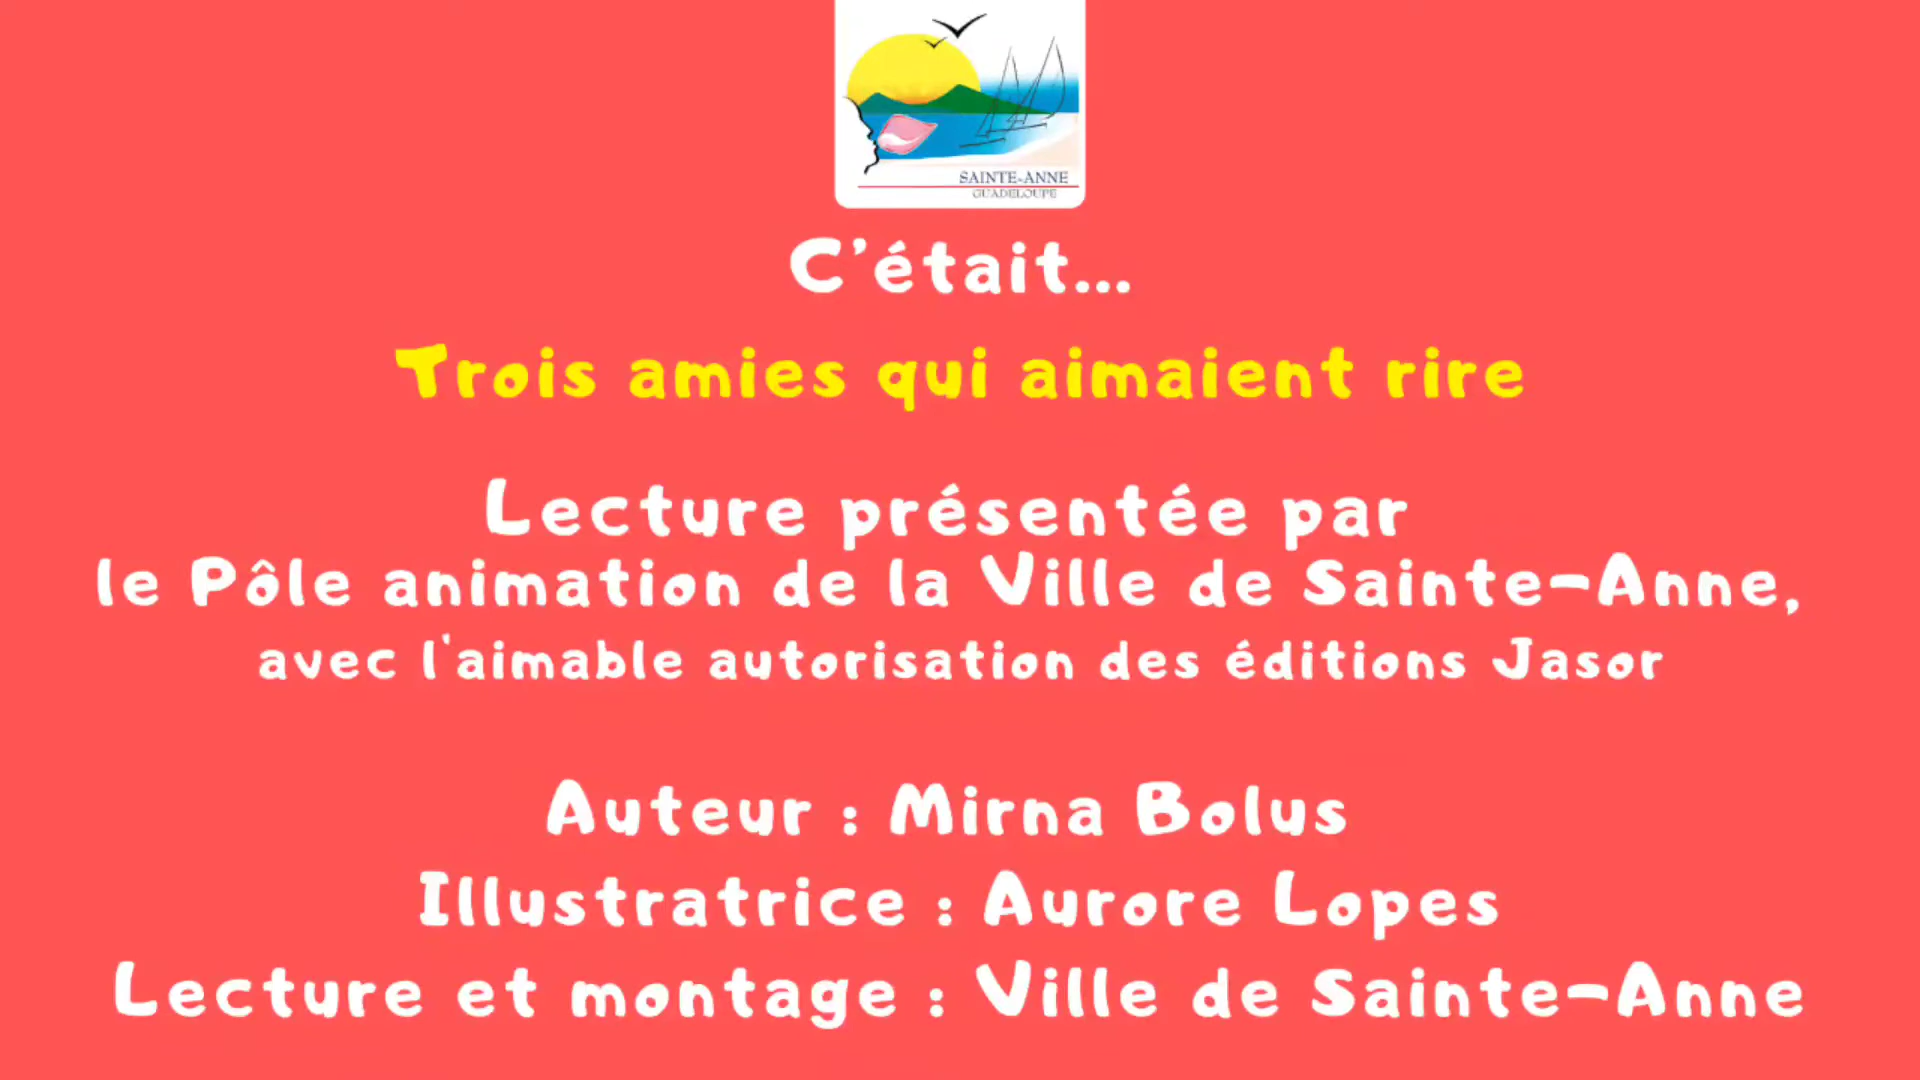 SAINTE-ANNE
GUADELOUPE
C'était...
Trois amies qui aimaient rire
Lecture présentée par
le Pôle animation de la Ville de Sainte-Anne,
avec l'aimable autorisation des éditions Jasor
Auteur : Mirna Bolus
Illustratrice : Aurore Lopes
Lecture et montage : Ville de Sainte-Anne